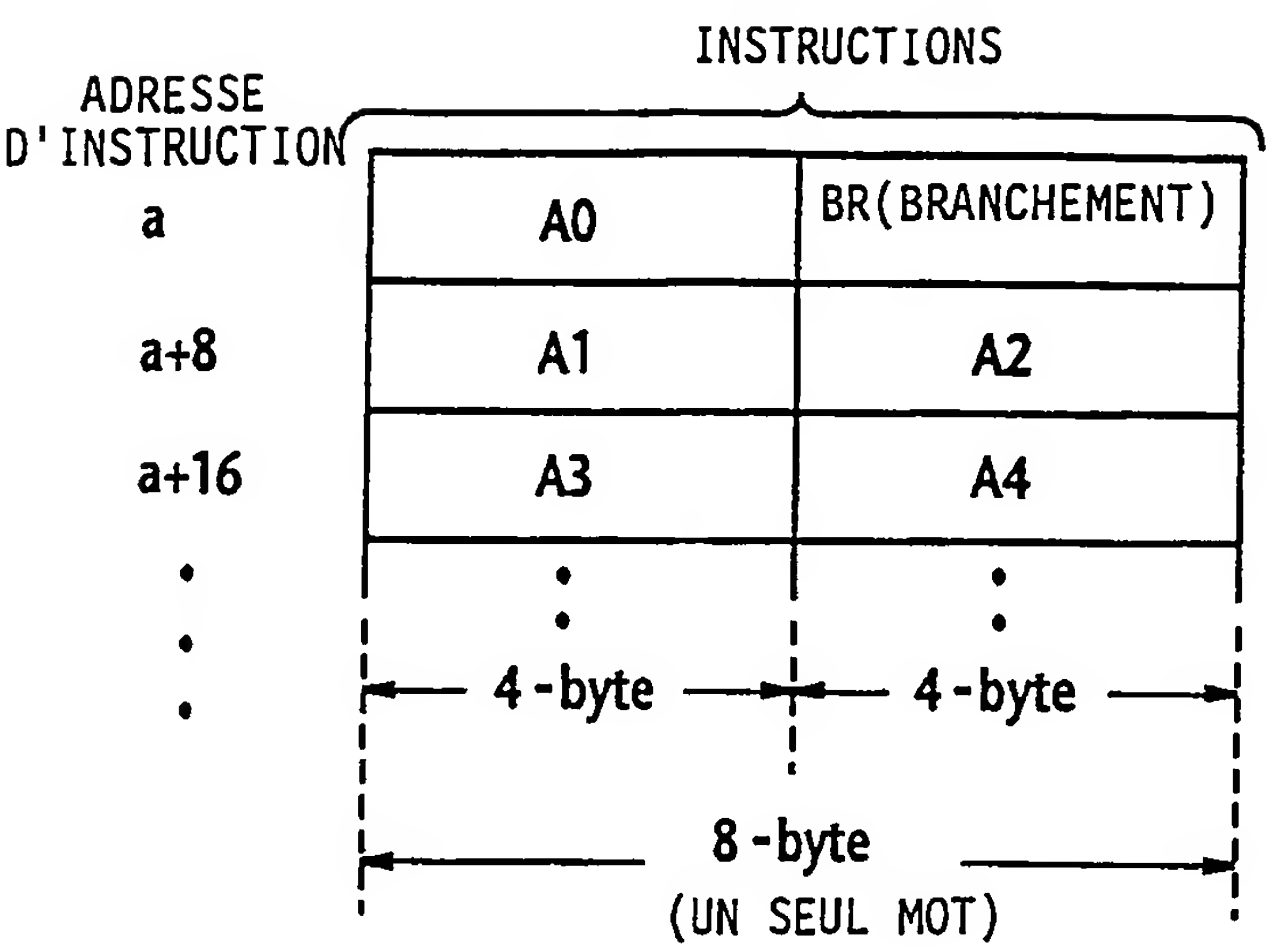 INSTRUCTIONS
ADRESSE
D'INSTRUCTION
a A0 BR(BRANCHEMENT)
a+8 A1 A2
a+16 A3 A4
4-byte 4-byte
8-byte
(UN SEUL MOT)